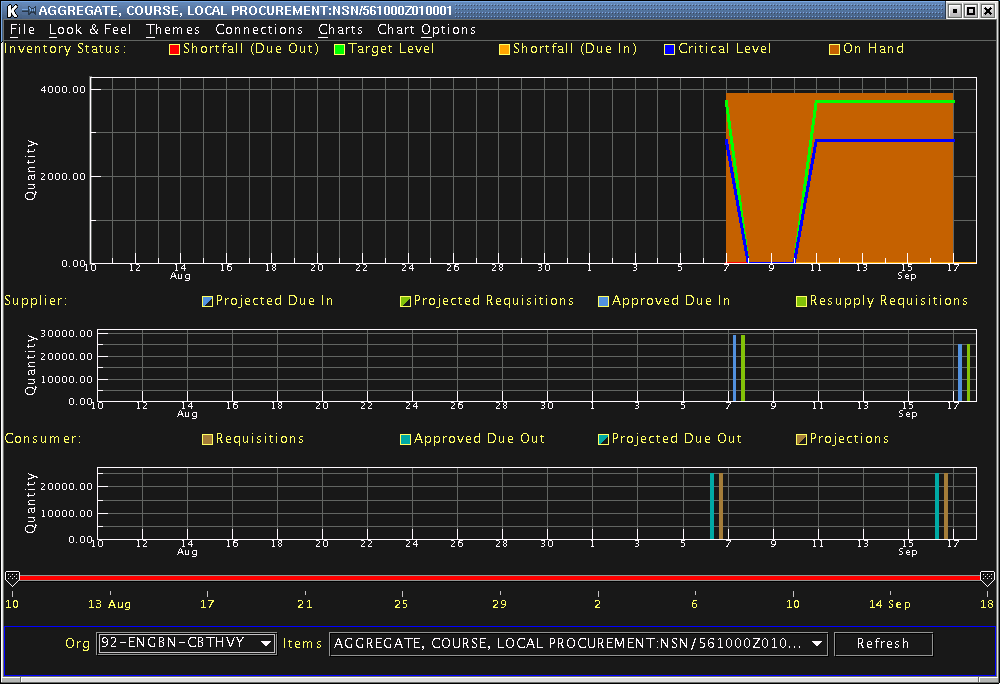 AGGREGATE, COURSE, LOCAL PROCUREMENT:NSN/561000Z010001
File Look & Feel Themes Connections Charts Chart Options
Inventory Status: Shortfall (Due Out) Target Level Shortfall (Due In) Critical Level On Hand
4000.00
2000.00
0.00
Quantity
10 12 14 16 18 20 22 24 26 28 30 1 3 5 7 9 11 13 15 17
Aug Sep
Supplier: Projected Due In Projected Requisitions Approved Due In Resupply Requisitions
30000.00
20000.00
10000.00
0.00
Quantity
10 12 14 16 18 20 22 24 26 28 30 1 3 5 7 9 11 13 15 17
Aug Sep
Consumer: Requisitions Approved Due Out Projected Due Out Projections
20000.00
10000.00
0.00
Quantity
10 12 14 16 18 20 22 24 26 28 30 1 3 5 7 9 11 13 15 17
Aug Sep
10 13 Aug 17 21 25 29 2 6 10 14 Sep 18
Org 92-ENGBN-CBTHVY Items AGGREGATE, COURSE, LOCAL PROCUREMENT:NSN/561000Z010... Refresh